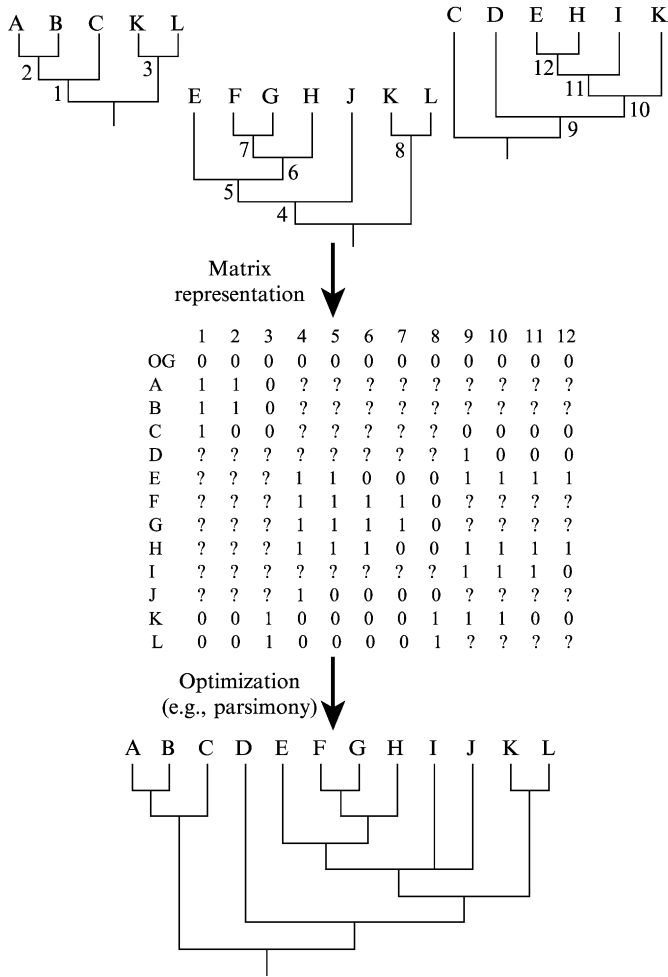 A B C K L
2
1
3
E F G H J K L
7
6
5
4
8
C D E H I K
12
11
10
9
Matrix
representation
1 2 3 4 5 6 7 8 9 10 11 12
OG 0 0 0 0 0 0 0 0 0 0 0 0
A 1 1 0 ? ? ? ? ? ? ? ? ?
B 1 1 0 ? ? ? ? ? ? ? ? ?
C 1 0 0 ? ? ? ? ? 0 0 0 0
D ? ? ? ? ? ? ? ? 1 0 0 0
E ? ? ? 1 1 0 0 0 1 1 1 1
F ? ? ? 1 1 1 1 0 ? ? ? ?
G ? ? ? 1 1 1 1 0 ? ? ? ?
H ? ? ? 1 1 1 0 0 1 1 1 1
I ? ? ? ? ? ? ? ? 1 1 1 0
J ? ? ? 1 0 0 0 0 ? ? ? ?
K 0 0 1 0 0 0 0 1 1 1 0 0
L 0 0 1 0 0 0 0 1 ? ? ? ?
Optimization
(e.g., parsimony)
A B C D E F G H I J K L